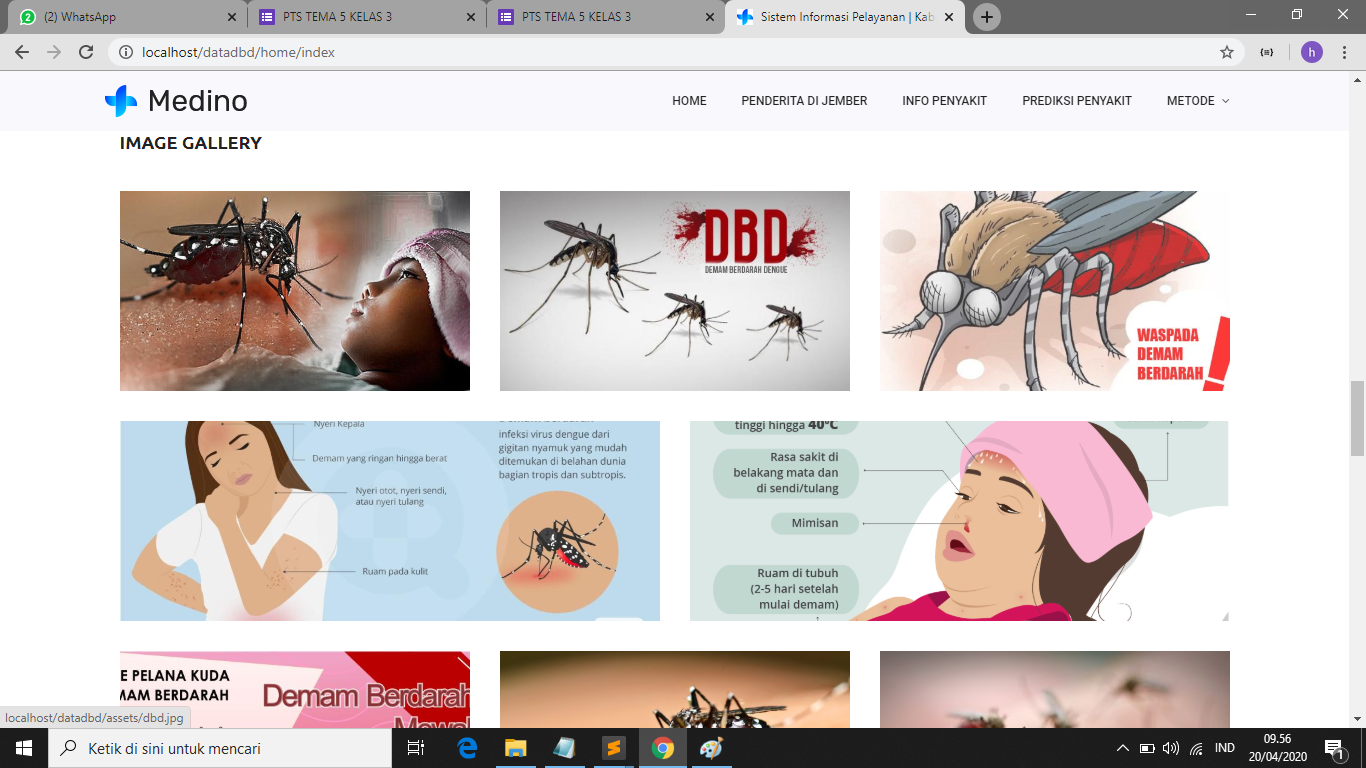 (2) WhatsApp
PTS TEMA 5 KELAS 3
PTS TEMA 5 KELAS 3
Sistem Informasi Pelayanan | Kab
localhost/datadbd/home/index
h
Medino
HOME
PENDERITA DI JEMBER
INFO PENYAKIT
PREDIKSI PENYAKIT
METODE
IMAGE GALLERY
DBD
DEMAM BERDARAH DENGUE
WASPADA
DEMAM
BERDARAH
!
Nyeri Kepala
Demam yang ringan hingga berat
Nyeri otot, nyeri sendi,
atau nyeri tulang
Ruam pada kulit
infeksi virus dengue dari
gigitan nyamuk yang mudah
ditemukan di belahan dunia
bagian tropis dan subtropis.
tinggi hingga 40°C
Rasa sakit di
belakang mata dan
di sendi/tulang
Mimisan
Ruam di tubuh
(2-5 hari setelah
mulai demam)
E PELANA KUDA
MAM BERDARAH
Demam Berdarah
localhost/datadbd/assets/dbd.jpg
Ketik di sini untuk mencari
IND
09.56
20/04/2020
1